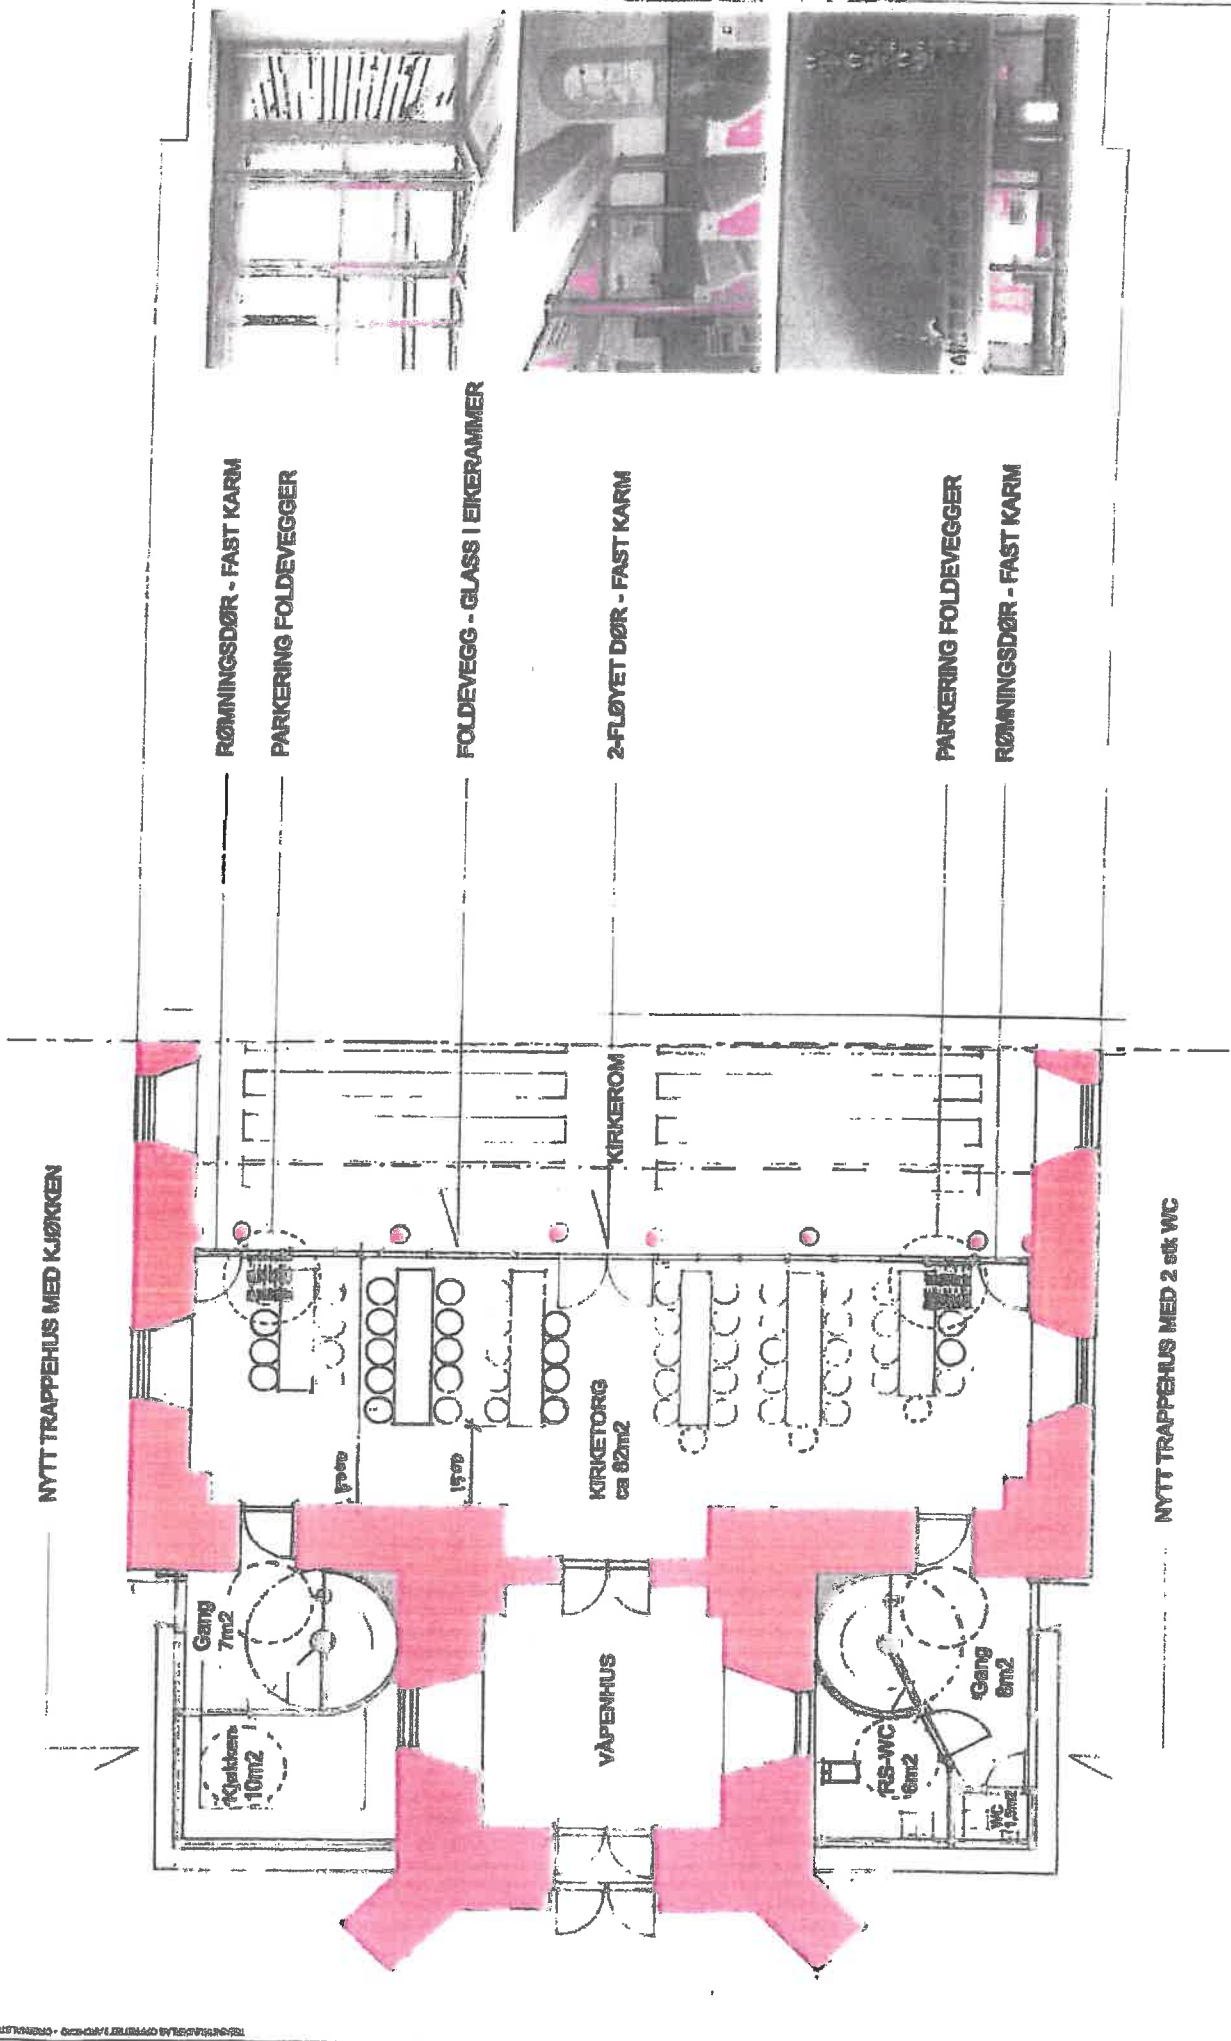 NYTT TRAPPEHUS MED KJØKKEN
RØMNINGSDØR - FAST KARM
PARKERING FOLDEVEGGER
FOLDEVEGG - GLASS I EIKERAMMER
2-FLØYET DØR - FAST KARM
PARKERING FOLDEVEGGER
RØMNINGSDØR - FAST KARM
Gang
7m2
Kjøkken
10m2
1500
KIRKETORG
ca 82m2
KIRKEROM
VÅPENHUS
RS-WC
6m2
Gang
8m2
WC
NYTT TRAPPEHUS MED 2 stk WC